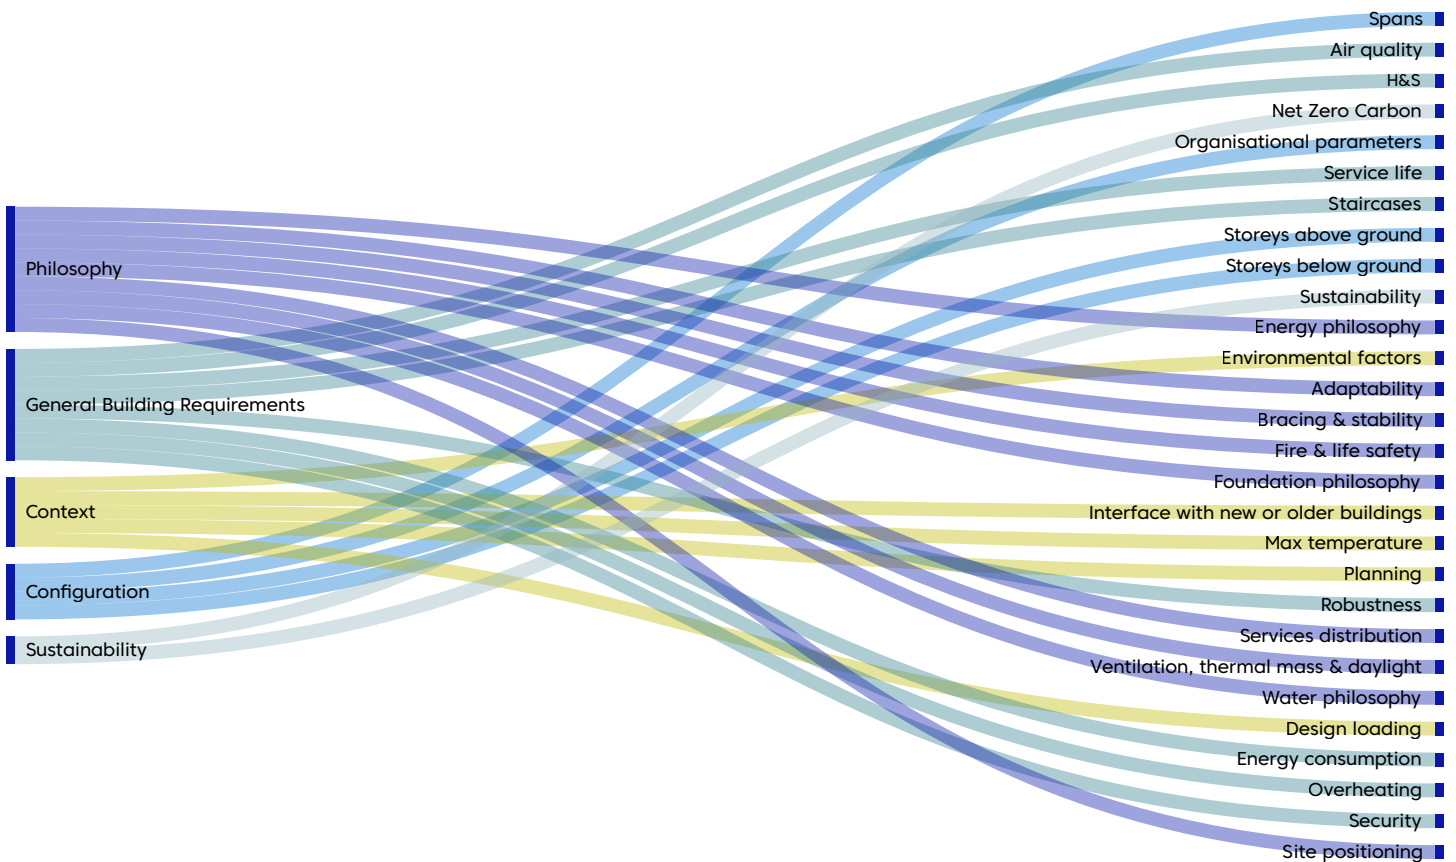 Philosophy
General Building Requirements
Context
Configuration
Sustainability
Spans
Air quality
H&S
Net Zero Carbon
Organisational parameters
Service life
Staircases
Storeys above ground
Storeys below ground
Sustainability
Energy philosophy
Environmental factors
Adaptability
Bracing & stability
Fire & life safety
Foundation philosophy
Interface with new or older buildings
Max temperature
Planning
Robustness
Services distribution
Ventilation, thermal mass & daylight
Water philosophy
Design loading
Energy consumption
Overheating
Security
Site positioning